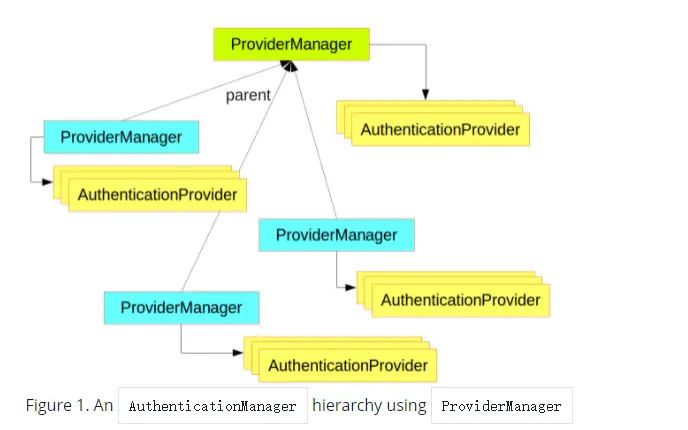 ProviderManager
parent
AuthenticationProvider
ProviderManager
AuthenticationProvider
ProviderManager
AuthenticationProvider
ProviderManager
AuthenticationProvider
Figure 1. An AuthenticationManager hierarchy using ProviderManager